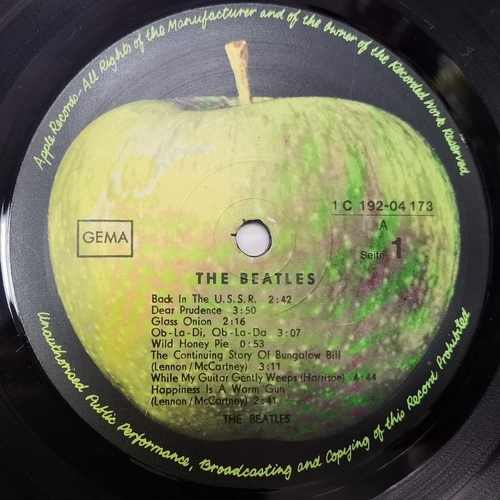 Apple Records - All Rights of the Manufacturer and of the Owner of the Recorded Work Reserved
1 C 192-04 173
A
GEMA
Seite 1
THE BEATLES
Back In The U.S.S.R. 2:42
Dear Prudence 3:50
Glass Onion 2:16
Ob-La-Di, Ob-La-Da 3:07
Wild Honey Pie 0:53
The Continuing Story Of Bungalow Bill
(Lennon/McCartney) 3:11
While My Guitar Gently Weeps (Harrison) 4:44
Happiness Is A Warm Gun
(Lennon/McCartney) 2:41
THE BEATLES
Unauthorised Public Performance, Broadcasting and Copying of this Record Prohibited